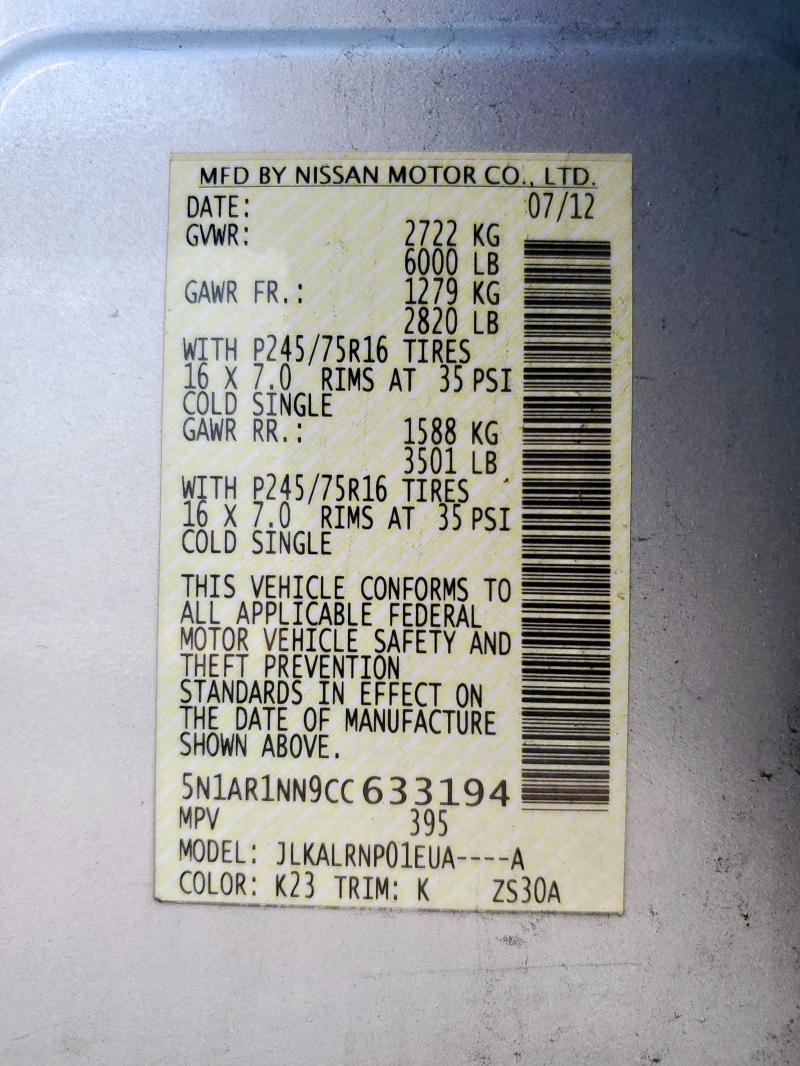 MFD BY NISSAN MOTOR CO., LTD.
DATE: 07/12
GVWR: 2722 KG
6000 LB
GAWR FR.: 1279 KG
2820 LB
WITH P245/75R16 TIRES
16 X 7.0 RIMS AT 35 PSI
COLD SINGLE
GAWR RR.: 1588 KG
3501 LB
WITH P245/75R16 TIRES
16 X 7.0 RIMS AT 35 PSI
COLD SINGLE
THIS VEHICLE CONFORMS TO
ALL APPLICABLE FEDERAL
MOTOR VEHICLE SAFETY AND
THEFT PREVENTION
STANDARDS IN EFFECT ON
THE DATE OF MANUFACTURE
SHOWN ABOVE.
5N1AR1NN9CC633194
MPV 395
MODEL: JLKALRNP01EUA----A
COLOR: K23 TRIM: K ZS30A